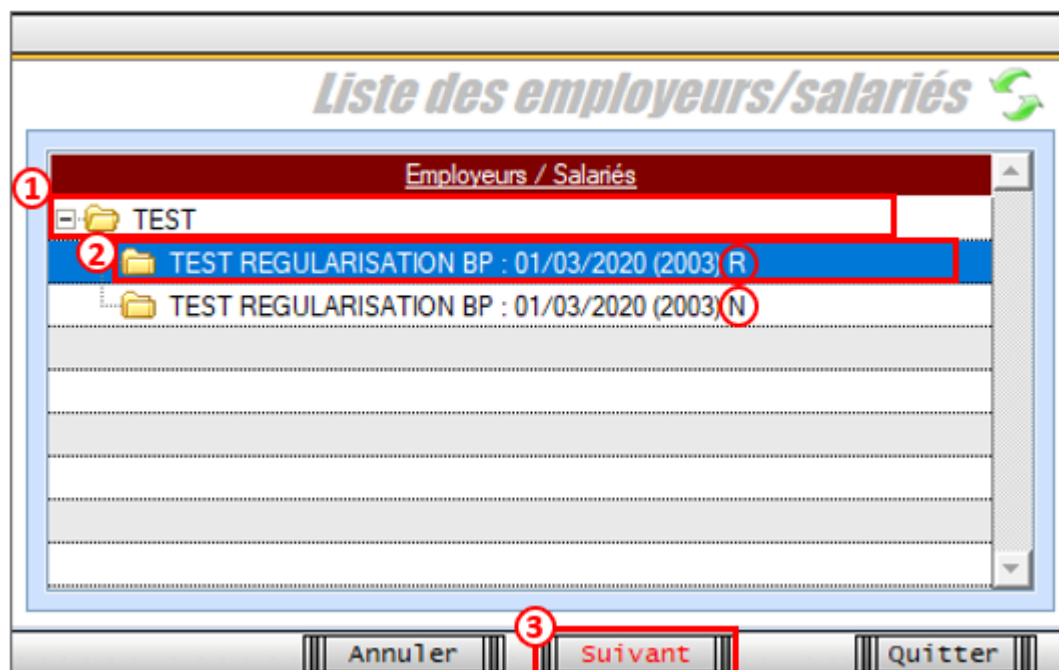 Liste des employeurs/salariés
Employeurs / Salariés
1
TEST
2 TEST REGULARISATION BP : 01/03/2020 (2003) R
TEST REGULARISATION BP : 01/03/2020 (2003) N
3
Annuler Suivant Quitter